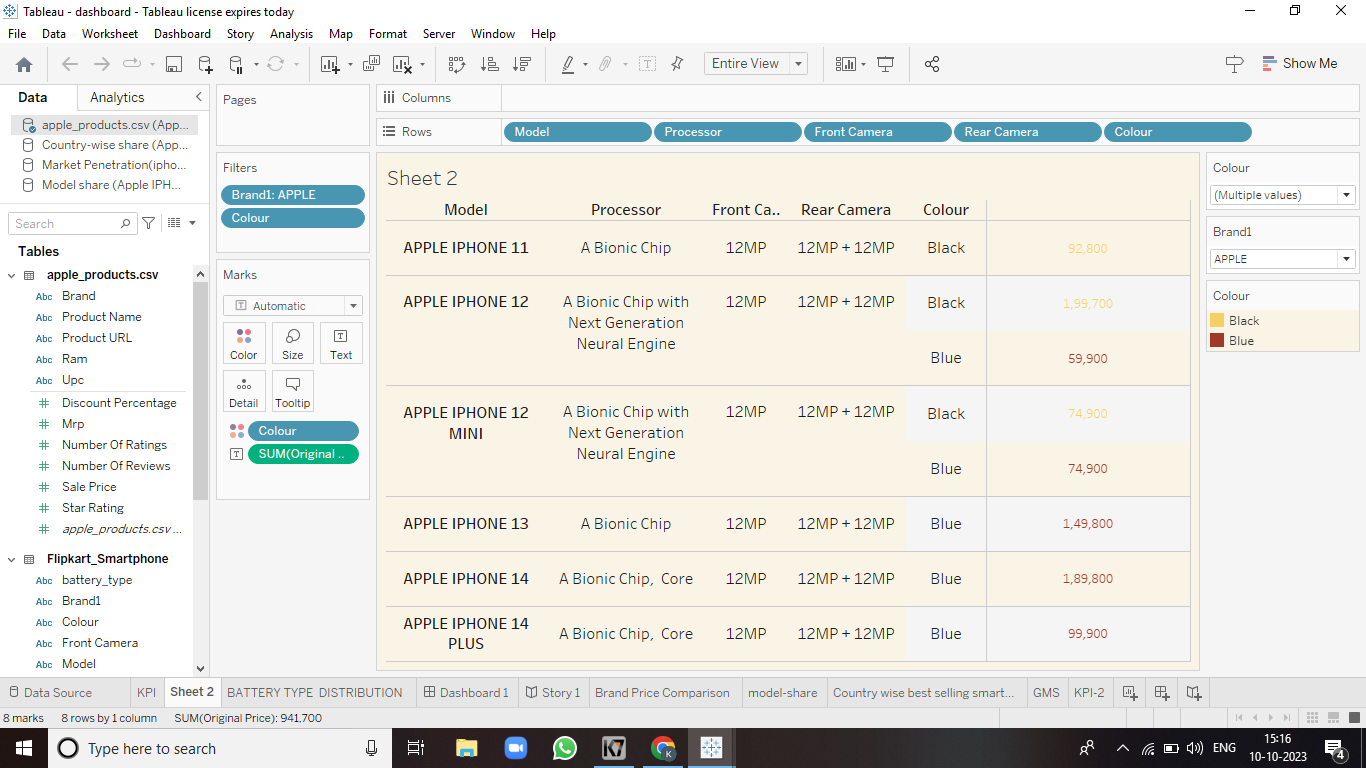 Tableau - dashboard - Tableau license expires today
File Data Worksheet Dashboard Story Analysis Map Format Server Window Help
Entire View
Show Me
Data Analytics
apple_products.csv (App...
Country-wise share (App...
Market Penetration(ipho...
Model share (Apple IPH...
Search
Tables
apple_products.csv
Abc Brand
Abc Product Name
Abc Product URL
Abc Ram
Abc Upc
# Discount Percentage
# Mrp
# Number Of Ratings
# Number Of Reviews
# Sale Price
# Star Rating
# apple_products.csv ...
Flipkart_Smartphone
Abc battery_type
Abc Brand1
Abc Colour
Abc Front Camera
Abc Model
Pages
Filters
Brand1: APPLE
Colour
Marks
Automatic
Color Size Text
Detail Tooltip
Colour
SUM(Original ..
Columns
Rows Model Processor Front Camera Rear Camera Colour
Sheet 2
Model Processor Front Ca.. Rear Camera Colour
APPLE IPHONE 11 A Bionic Chip 12MP 12MP + 12MP Black 92,800
APPLE IPHONE 12 A Bionic Chip with 12MP 12MP + 12MP Black 1,99,700
Next Generation
Neural Engine
Blue 59,900
APPLE IPHONE 12 A Bionic Chip with 12MP 12MP + 12MP Black 74,900
MINI Next Generation
Neural Engine
Blue 74,900
APPLE IPHONE 13 A Bionic Chip 12MP 12MP + 12MP Blue 1,49,800
APPLE IPHONE 14 A Bionic Chip, Core 12MP 12MP + 12MP Blue 1,89,800
APPLE IPHONE 14 A Bionic Chip, Core 12MP 12MP + 12MP Blue 99,900
PLUS
Colour
(Multiple values)
Brand1
APPLE
Colour
Black
Blue
Data Source KPI Sheet 2 BATTERY TYPE DISTRIBUTION Dashboard 1 Story 1 Brand Price Comparison model-share Country wise best selling smart... GMS KPI-2
8 marks 8 rows by 1 column SUM(Original Price): 941,700
Type here to search
ENG
15:16
10-10-2023
4